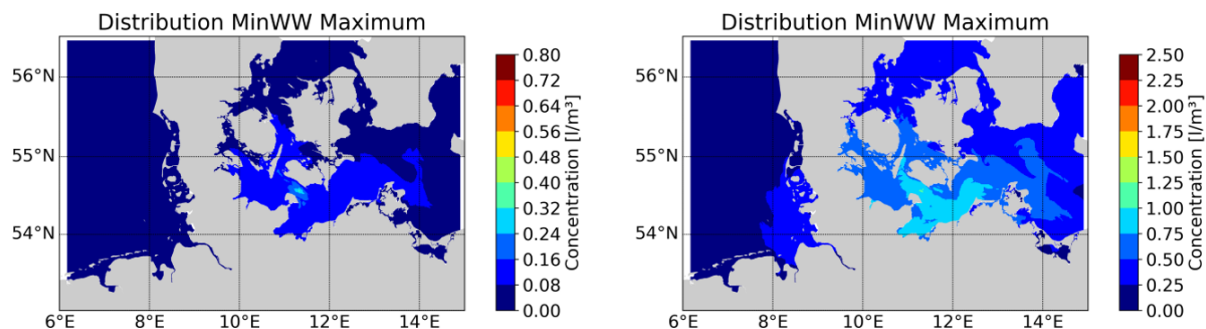 Distribution MinWW Maximum
56°N
55°N
54°N
6°E 8°E 10°E 12°E 14°E
0.80
0.72
0.64
0.56
0.48
0.40
0.32
0.24
0.16
0.08
0.00
Concentration [l/m³]
Distribution MinWW Maximum
56°N
55°N
54°N
6°E 8°E 10°E 12°E 14°E
2.50
2.25
2.00
1.75
1.50
1.25
1.00
0.75
0.50
0.25
0.00
Concentration [l/m³]